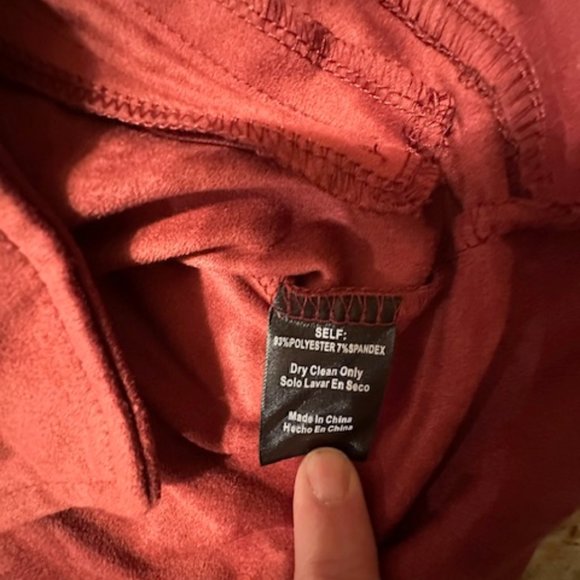 SELF:
93%POLYESTER 7%SPANDEX
Dry Clean Only
Solo Lavar En Seco
Made In China
Hecho En China